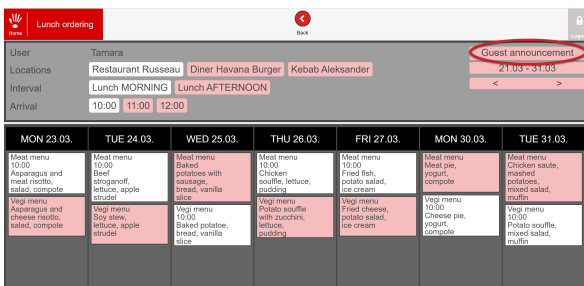 Home
Lunch ordering
Back
User Tamara
Guest announcement
Locations Restaurant Russeau Diner Havana Burger Kebab Aleksander
21.03 - 31.03
Interval Lunch MORNING Lunch AFTERNOON
< >
Arrival 10:00 11:00 12:00
MON 23.03. TUE 24.03. WED 25.03. THU 26.03. FRI 27.03. MON 30.03. TUE 31.03.
Meat menu
10:00
Asparagus and
meat risotto,
salad, compote
Vegi menu
Asparagus and
cheese risotto,
salad, compote
Meat menu
10:00
Beef
stroganoff,
lettuce, apple
strudel
Vegi menu
Soy stew,
lettuce, apple
strudel
Meat menu
Baked
potatoes with
sausage,
bread, vanilla
slice
Vegi menu
10:00
Baked potatoe,
bread, vanilla
slice
Meat menu
10:00
Chicken
souffle, lettuce,
pudding
Vegi menu
Potato souffle
with zucchini,
lettuce,
pudding
Meat menu
10:00
Fried fish,
potato salad,
ice cream
Vegi menu
Fried cheese,
potato salad,
ice cream
Meat menu
Meat pie,
yogurt,
compote
Vegi menu
10:00
Cheese pie,
yogurt,
compote
Meat menu
Chicken saute,
mashed
potatoes,
mixed salad,
muffin
Vegi menu
10:00
Potato souffle,
mixed salad,
muffin